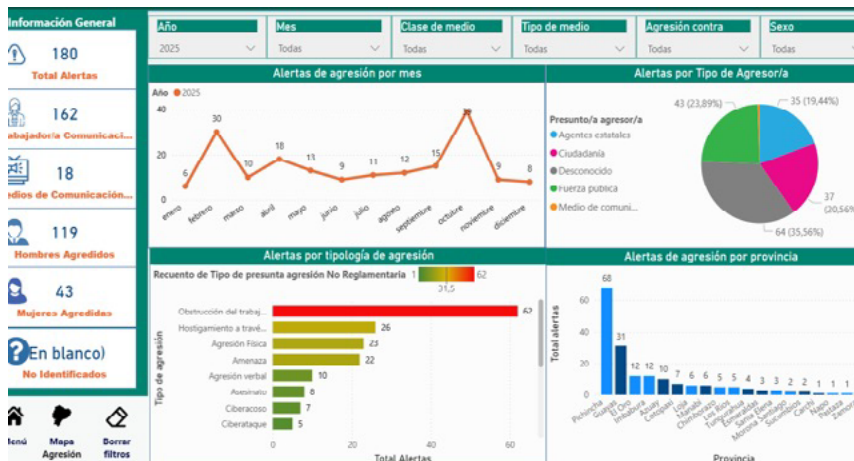 Información General
180
Total Alertas
162
Trabajador/a Comunicaci...
18
edios de Comunicación...
119
Hombres Agredidos
43
Mujeres Agredidas
En blanco)
No Identificados
enú
Mapa Agresión
Borrar filtros
Año
2025
Mes
Todas
Clase de medio
Todas
Tipo de medio
Todas
Agresión contra
Todas
Sexo
Todas
Alertas de agresión por mes
Año 2025
40
20
0
6
30
10
18
13
9
11
12
15
9
8
enero
febrero
marzo
abril
mayo
junio
julio
agosto
septiembre
octubre
noviembre
diciembre
Alertas por Tipo de Agresor/a
Presunto/a agresor/a
Agentes estatales
Ciudadanía
Desconocido
Fuerza pública
Medio de comuni...
43 (23,89%)
35 (19,44%)
37
(20,56%)
64 (35,56%)
Alertas por tipología de agresión
Recuento de Tipo de presunta agresión No Reglamentaria 1 62
31,5
Tipo de agresión
Obstrucción del trabaj... 62
Hostigamiento a travé... 26
Agresión Física 23
Amenaza 22
Agresión verbal 10
Asesinato 8
Ciberacoso 7
Ciberataque 5
0 20 40 60
Total Alertas
Alertas de agresión por provincia
Total alertas
60
40
20
0
68
31
12
12
10
7
6
6
5
5
4
3
3
2
2
1
1
1
Pichincha
Guayas
El Oro
Imbabura
Azuay
Cotopaxi
Loja
Manabí
Chimborazo
Los Ríos
Tungurahua
Esmeraldas
Santa Elena
Morona Santiago
Sucumbíos
Carchi
Napo
Pastaza
Zamora
Provincia